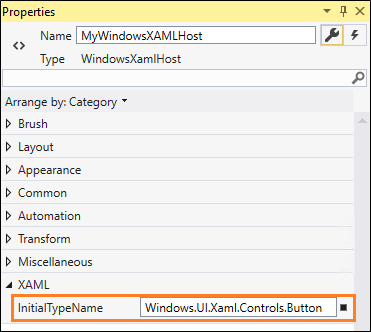 Properties
Name MyWindowsXAMLHost
Type WindowsXamlHost
Arrange by: Category
Brush
Layout
Appearance
Common
Automation
Transform
Miscellaneous
XAML
InitialTypeName Windows.UI.Xaml.Controls.Button